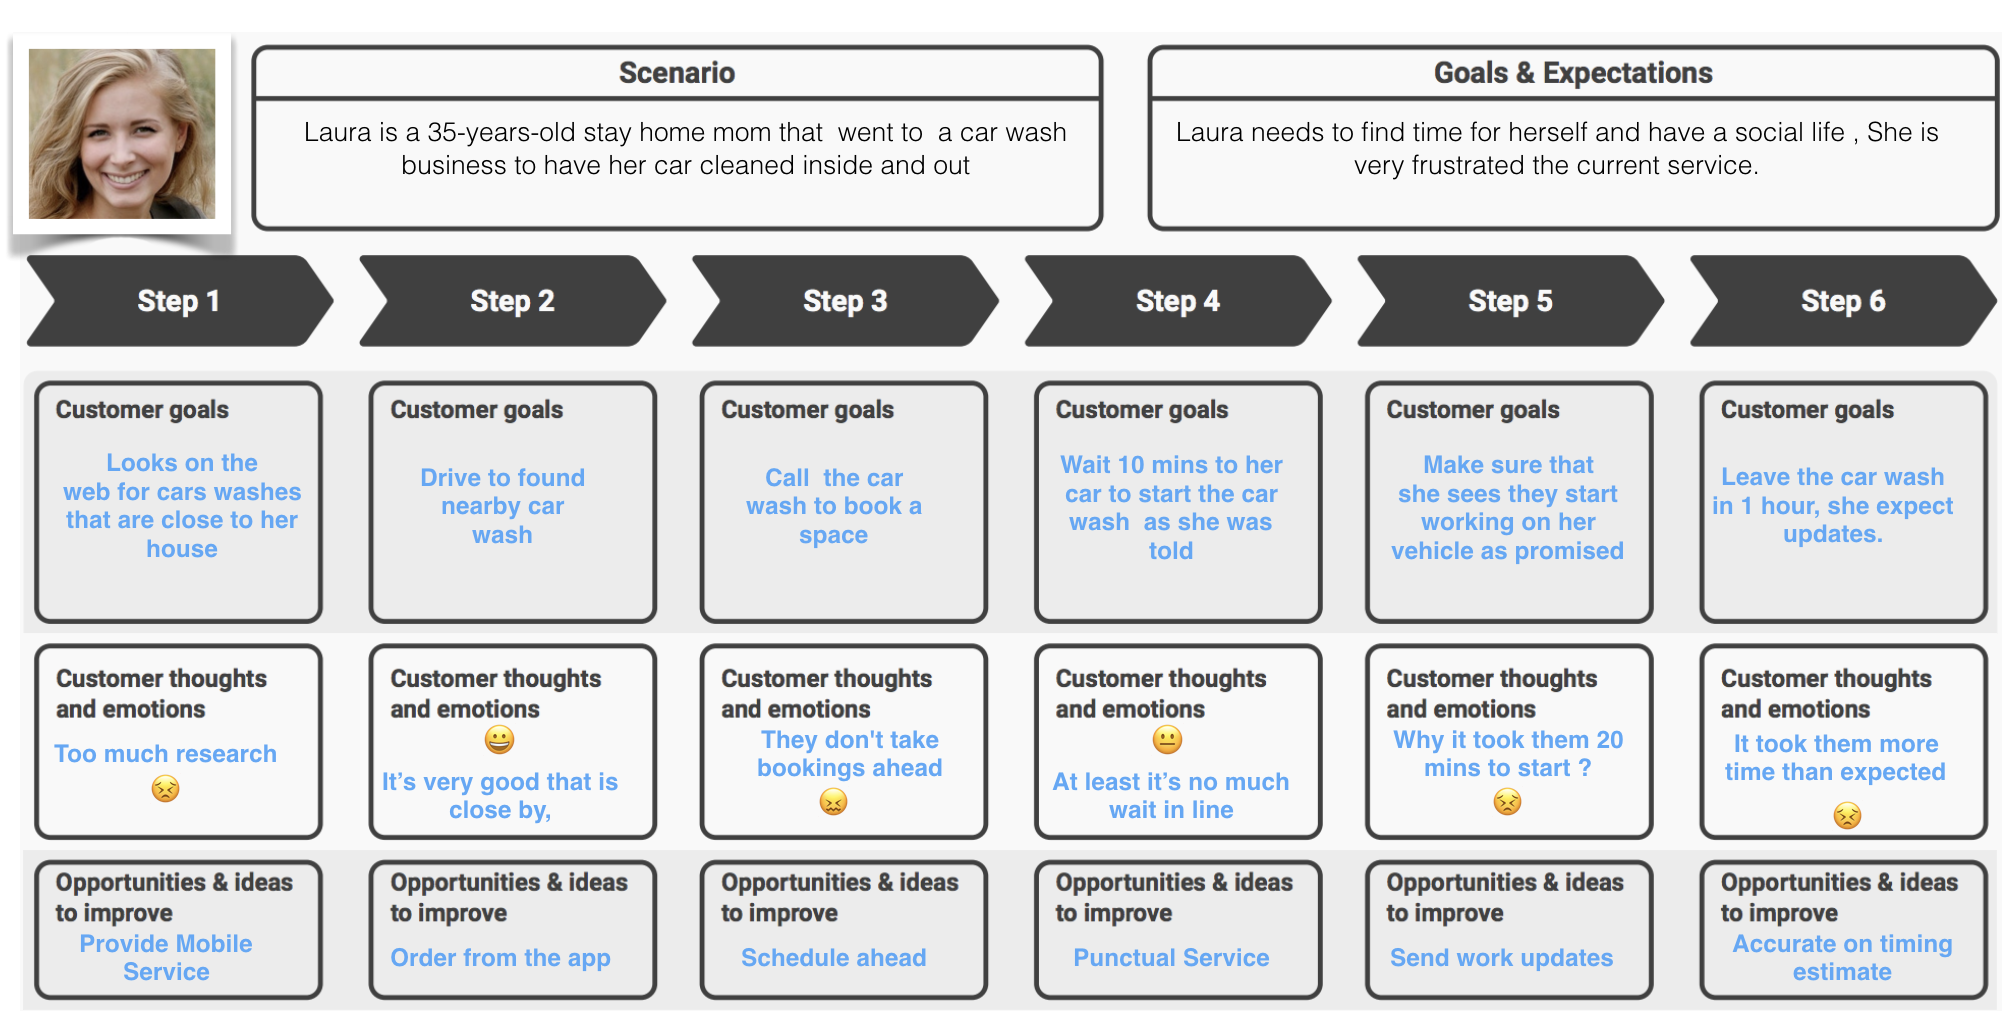 Scenario
Laura is a 35-years-old stay home mom that went to a car wash
business to have her car cleaned inside and out
Goals & Expectations
Laura needs to find time for herself and have a social life , She is
very frustrated the current service.
Step 1
Step 2
Step 3
Step 4
Step 5
Step 6
Customer goals
Looks on the
web for cars washes
that are close to her
house
Customer goals
Drive to found
nearby car
wash
Customer goals
Call the car
wash to book a
space
Customer goals
Wait 10 mins to her
car to start the car
wash as she was
told
Customer goals
Make sure that
she sees they start
working on her
vehicle as promised
Customer goals
Leave the car wash
in 1 hour, she expect
updates.
Customer thoughts
and emotions
Too much research
Customer thoughts
and emotions
It’s very good that is
close by,
Customer thoughts
and emotions
They don't take
bookings ahead
Customer thoughts
and emotions
At least it’s no much
wait in line
Customer thoughts
and emotions
Why it took them 20
mins to start ?
Customer thoughts
and emotions
It took them more
time than expected
Opportunities & ideas
to improve
Provide Mobile
Service
Opportunities & ideas
to improve
Order from the app
Opportunities & ideas
to improve
Schedule ahead
Opportunities & ideas
to improve
Punctual Service
Opportunities & ideas
to improve
Send work updates
Opportunities & ideas
to improve
Accurate on timing
estimate